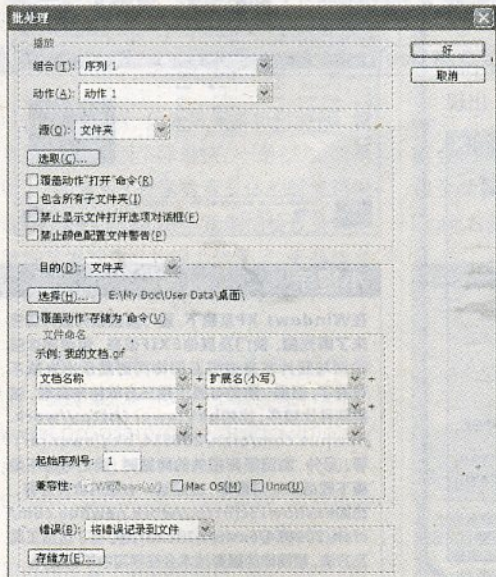 批处理
播放
好
组合(T): 序列 1
取消
动作(A): 动作 1
源(O): 文件夹
选取(C)...
覆盖动作“打开”命令(R)
包含所有子文件夹(I)
禁止显示文件打开选项对话框(F)
禁止颜色配置文件警告(P)
目的(D): 文件夹
选择(H)... E:\My Doc\User Data\桌面\
覆盖动作“存储为”命令(V)
文件命名
示例: 我的文档.gif
文档名称 + 扩展名(小写) +
+ +
起始序列号: 1
兼容性: Windows(W) Mac OS(M) Unix(U)
错误(B): 将错误记录到文件
存储为(E)...